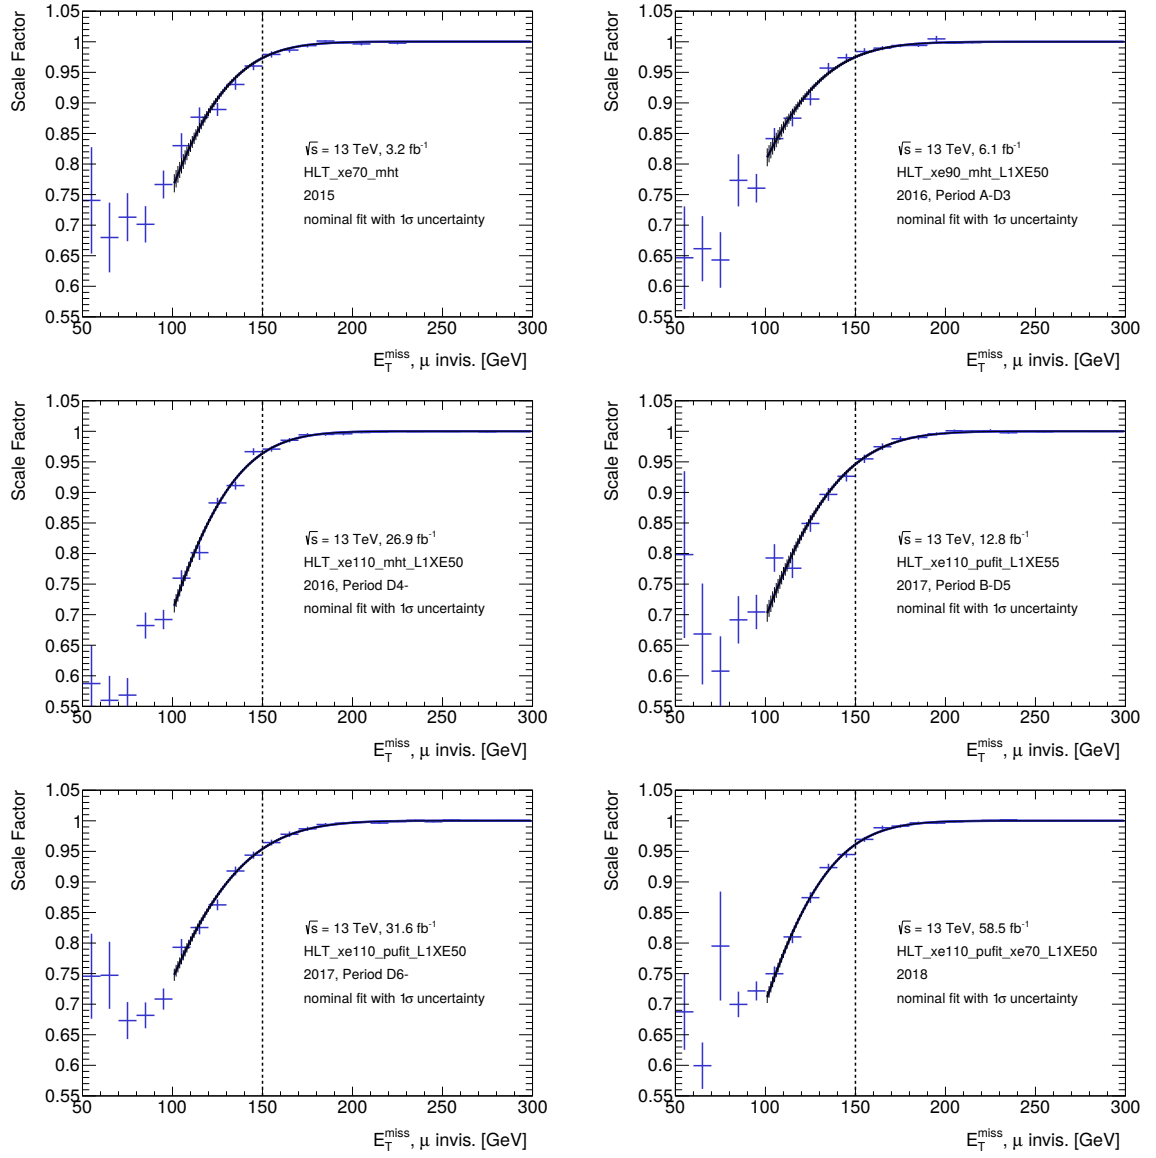 Scale Factor
1.05
1
0.95
0.9
0.85
0.8
0.75
0.7
0.65
0.6
0.55
√s = 13 TeV, 3.2 fb⁻¹
HLT_xe70_mht
2015
nominal fit with 1σ uncertainty
50 100 150 200 250 300
E_T^miss, μ invis. [GeV]
Scale Factor
1.05
1
0.95
0.9
0.85
0.8
0.75
0.7
0.65
0.6
0.55
√s = 13 TeV, 6.1 fb⁻¹
HLT_xe90_mht_L1XE50
2016, Period A-D3
nominal fit with 1σ uncertainty
50 100 150 200 250 300
E_T^miss, μ invis. [GeV]
Scale Factor
1.05
1
0.95
0.9
0.85
0.8
0.75
0.7
0.65
0.6
0.55
√s = 13 TeV, 26.9 fb⁻¹
HLT_xe110_mht_L1XE50
2016, Period D4-
nominal fit with 1σ uncertainty
50 100 150 200 250 300
E_T^miss, μ invis. [GeV]
Scale Factor
1.05
1
0.95
0.9
0.85
0.8
0.75
0.7
0.65
0.6
0.55
√s = 13 TeV, 12.8 fb⁻¹
HLT_xe110_pufit_L1XE55
2017, Period B-D5
nominal fit with 1σ uncertainty
50 100 150 200 250 300
E_T^miss, μ invis. [GeV]
Scale Factor
1.05
1
0.95
0.9
0.85
0.8
0.75
0.7
0.65
0.6
0.55
√s = 13 TeV, 31.6 fb⁻¹
HLT_xe110_pufit_L1XE50
2017, Period D6-
nominal fit with 1σ uncertainty
50 100 150 200 250 300
E_T^miss, μ invis. [GeV]
Scale Factor
1.05
1
0.95
0.9
0.85
0.8
0.75
0.7
0.65
0.6
0.55
√s = 13 TeV, 58.5 fb⁻¹
HLT_xe110_pufit_xe70_L1XE50
2018
nominal fit with 1σ uncertainty
50 100 150 200 250 300
E_T^miss, μ invis. [GeV]